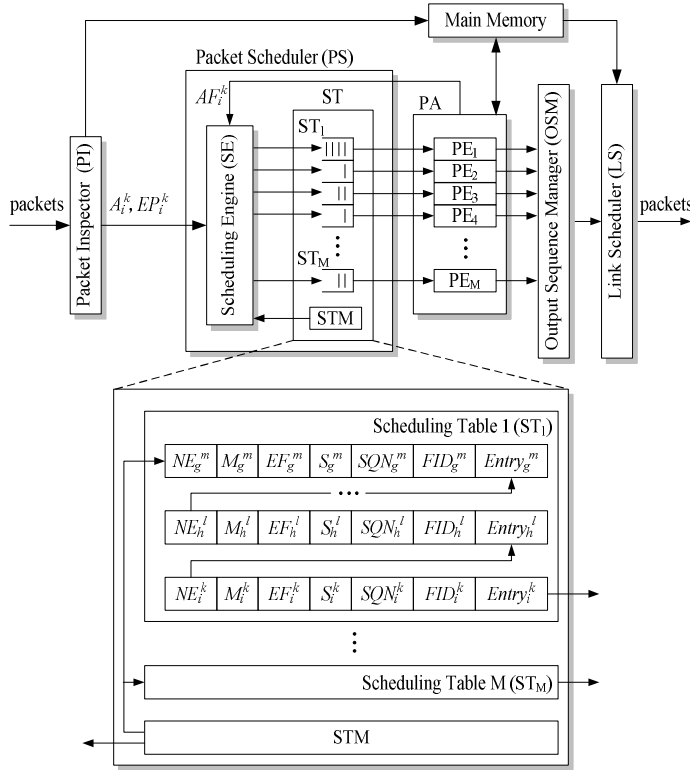 Main Memory
Packet Scheduler (PS)
AF_i^k
ST
PA
ST_1
Packet Inspector (PI)
Scheduling Engine (SE)
PE_1
PE_2
PE_3
PE_4
Output Sequence Manager (OSM)
Link Scheduler (LS)
packets
A_i^k, EP_i^k
packets
ST_M
PE_M
STM
Scheduling Table 1 (ST_1)
NE_g^m M_g^m EF_g^m S_g^m SQN_g^m FID_g^m Entry_g^m
NE_h^l M_h^l EF_h^l S_h^l SQN_h^l FID_h^l Entry_h^l
NE_i^k M_i^k EF_i^k S_i^k SQN_i^k FID_i^k Entry_i^k
Scheduling Table M (ST_M)
STM